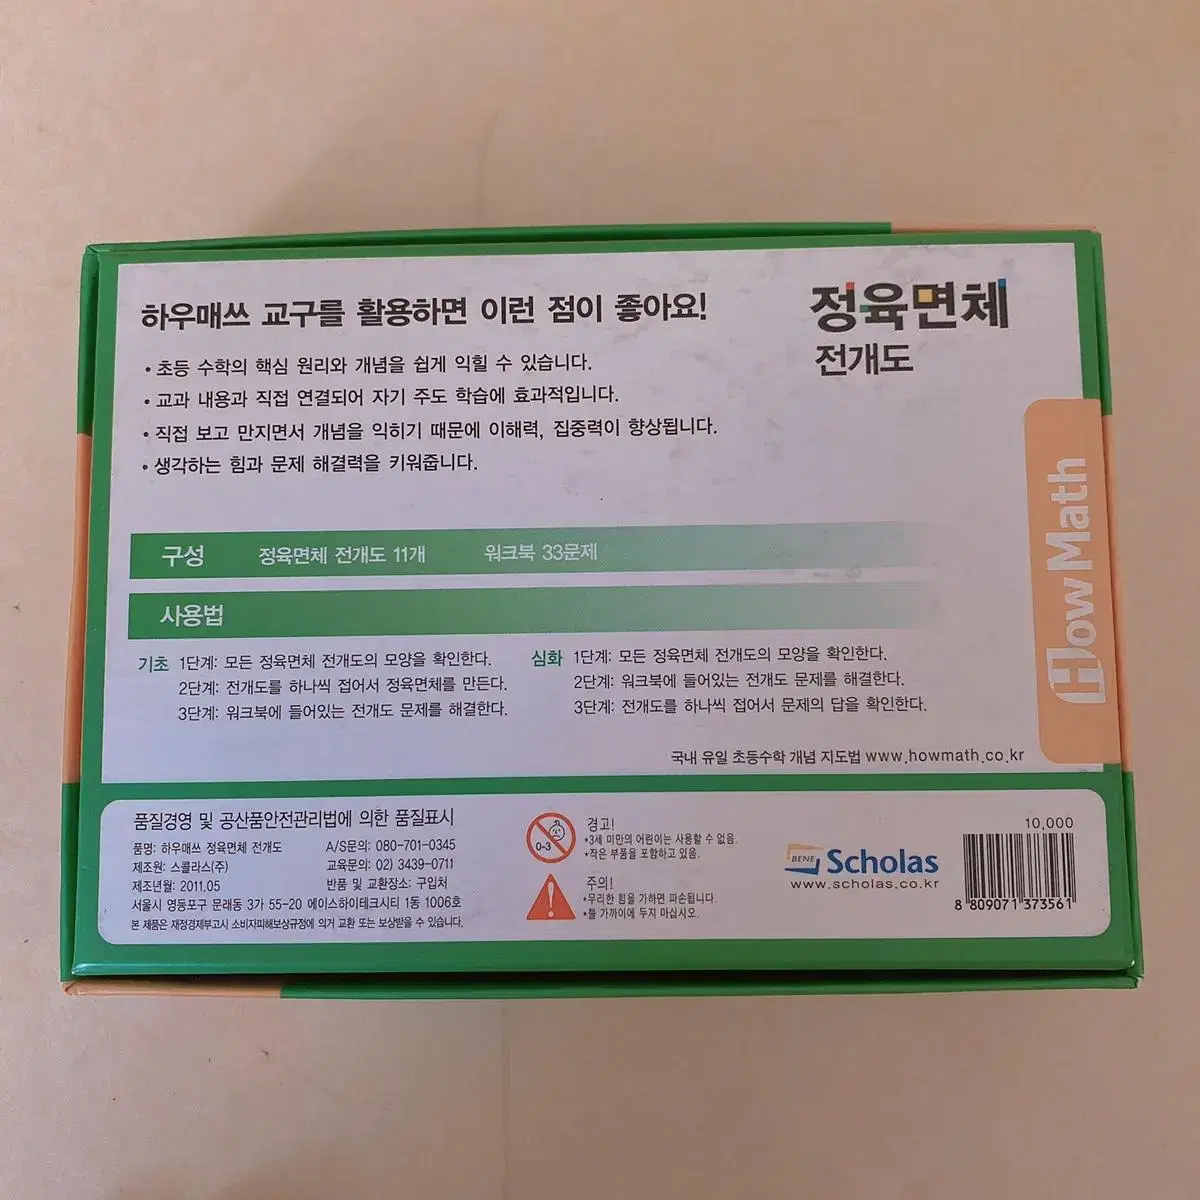 하우매쓰 교구를 활용하면 이런 점이 좋아요!
• 초등 수학의 핵심 원리와 개념을 쉽게 익힐 수 있습니다.
• 교과 내용과 직접 연결되어 자기 주도 학습에 효과적입니다.
• 직접 보고 만지면서 개념을 익히기 때문에 이해력, 집중력이 향상됩니다.
• 생각하는 힘과 문제 해결력을 키워줍니다.
정육면체
전개도
HowMath
구성 정육면체 전개도 11개 워크북 33문제
사용법
기초 1단계: 모든 정육면체 전개도의 모양을 확인한다.
2단계: 전개도를 하나씩 접어서 정육면체를 만든다.
3단계: 워크북에 들어있는 전개도 문제를 해결한다.
심화 1단계: 모든 정육면체 전개도의 모양을 확인한다.
2단계: 워크북에 들어있는 전개도 문제를 해결한다.
3단계: 전개도를 하나씩 접어서 문제의 답을 확인한다.
국내 유일 초등수학 개념 지도법 www.howmath.co.kr
품질경영 및 공산품안전관리법에 의한 품질표시
품명: 하우매쓰 정육면체 전개도 A/S문의: 080-701-0345
제조원: 스콜라스(주) 교육문의: 02) 3439-0711
제조년월: 2011.05 반품 및 교환장소: 구입처
서울시 영등포구 문래동 3가 55-20 에이스하이테크시티 1동 1006호
본 제품은 재정경제부고시 소비자피해보상규정에 의거 교환 또는 보상받을 수 있습니다.
0-3
경고!
*3세 미만의 어린이는 사용할 수 없음.
*작은 부품을 포함하고 있음.
주의!
*무리한 힘을 가하면 파손됩니다.
*불 가까이에 두지 마십시오.
BENE Scholas
www.scholas.co.kr
10,000
8 809071 373561